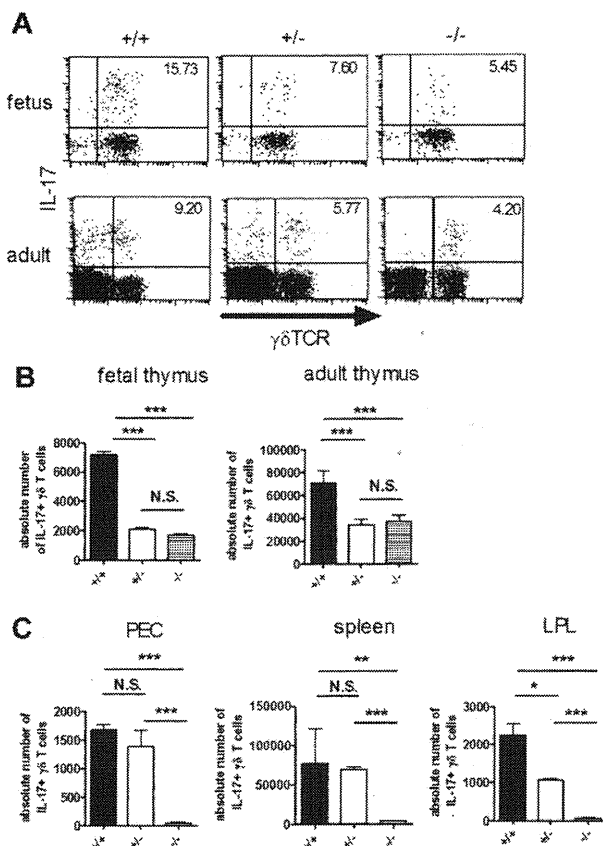 A
+/+ +/- -/-
fetus
15.73 7.60 5.45
IL-17
adult
9.20 5.77 4.20
γδTCR
B
fetal thymus
absolute number
of IL-17+ γδ T cells
8000
6000
4000
2000
0
***
***
N.S.
+/+ +/- -/-
adult thymus
absolute number of
IL-17+ γδ T cells
100000
80000
60000
40000
20000
0
***
***
N.S.
+/+ +/- -/-
C
PEC
absolute number of
IL-17+ γδ T cells
2000
1500
1000
500
0
***
N.S.
***
+/+ +/- -/-
spleen
absolute number of
IL-17+ γδ T cells
150000
100000
50000
0
**
N.S.
***
+/+ +/- -/-
LPL
absolute number of
IL-17+ γδ T cells
3000
2000
1000
0
***
*
***
+/+ +/- -/-